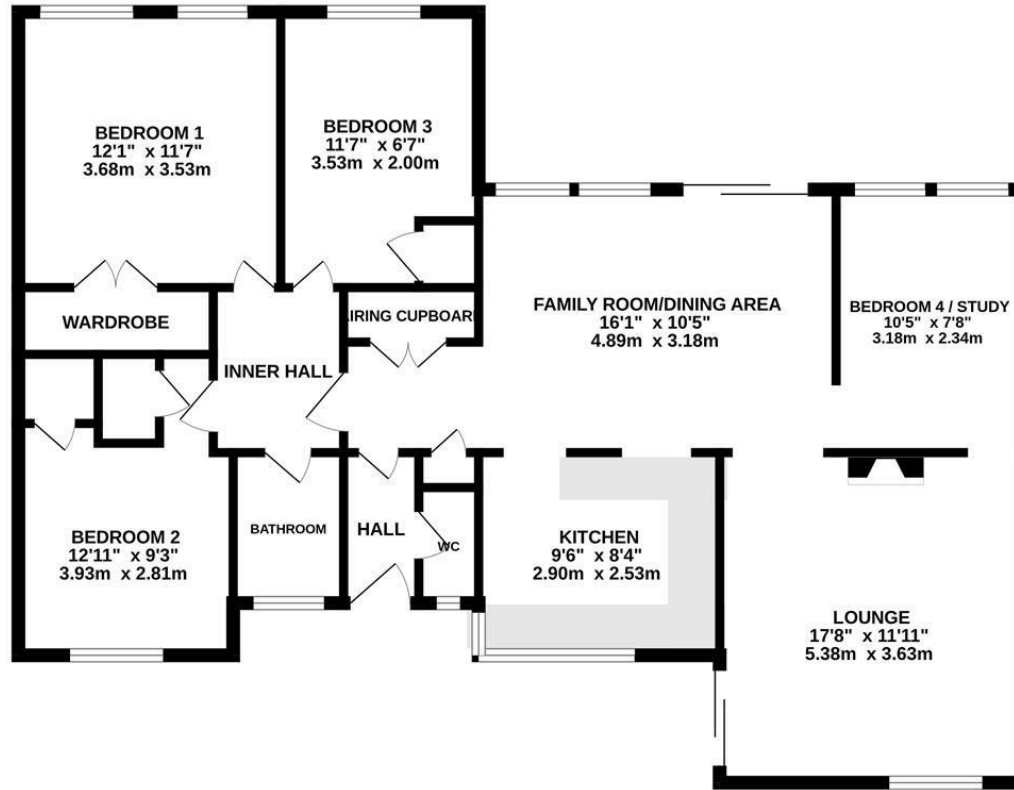 BEDROOM 1
12'1" x 11'7"
3.68m x 3.53m
BEDROOM 3
11'7" x 6'7"
3.53m x 2.00m
WARDROBE
INNER HALL
IRING CUPBOAR
FAMILY ROOM/DINING AREA
16'1" x 10'5"
4.89m x 3.18m
BEDROOM 4 / STUDY
10'5" x 7'8"
3.18m x 2.34m
BEDROOM 2
12'11" x 9'3"
3.93m x 2.81m
BATHROOM
HALL
WC
KITCHEN
9'6" x 8'4"
2.90m x 2.53m
LOUNGE
17'8" x 11'11"
5.38m x 3.63m